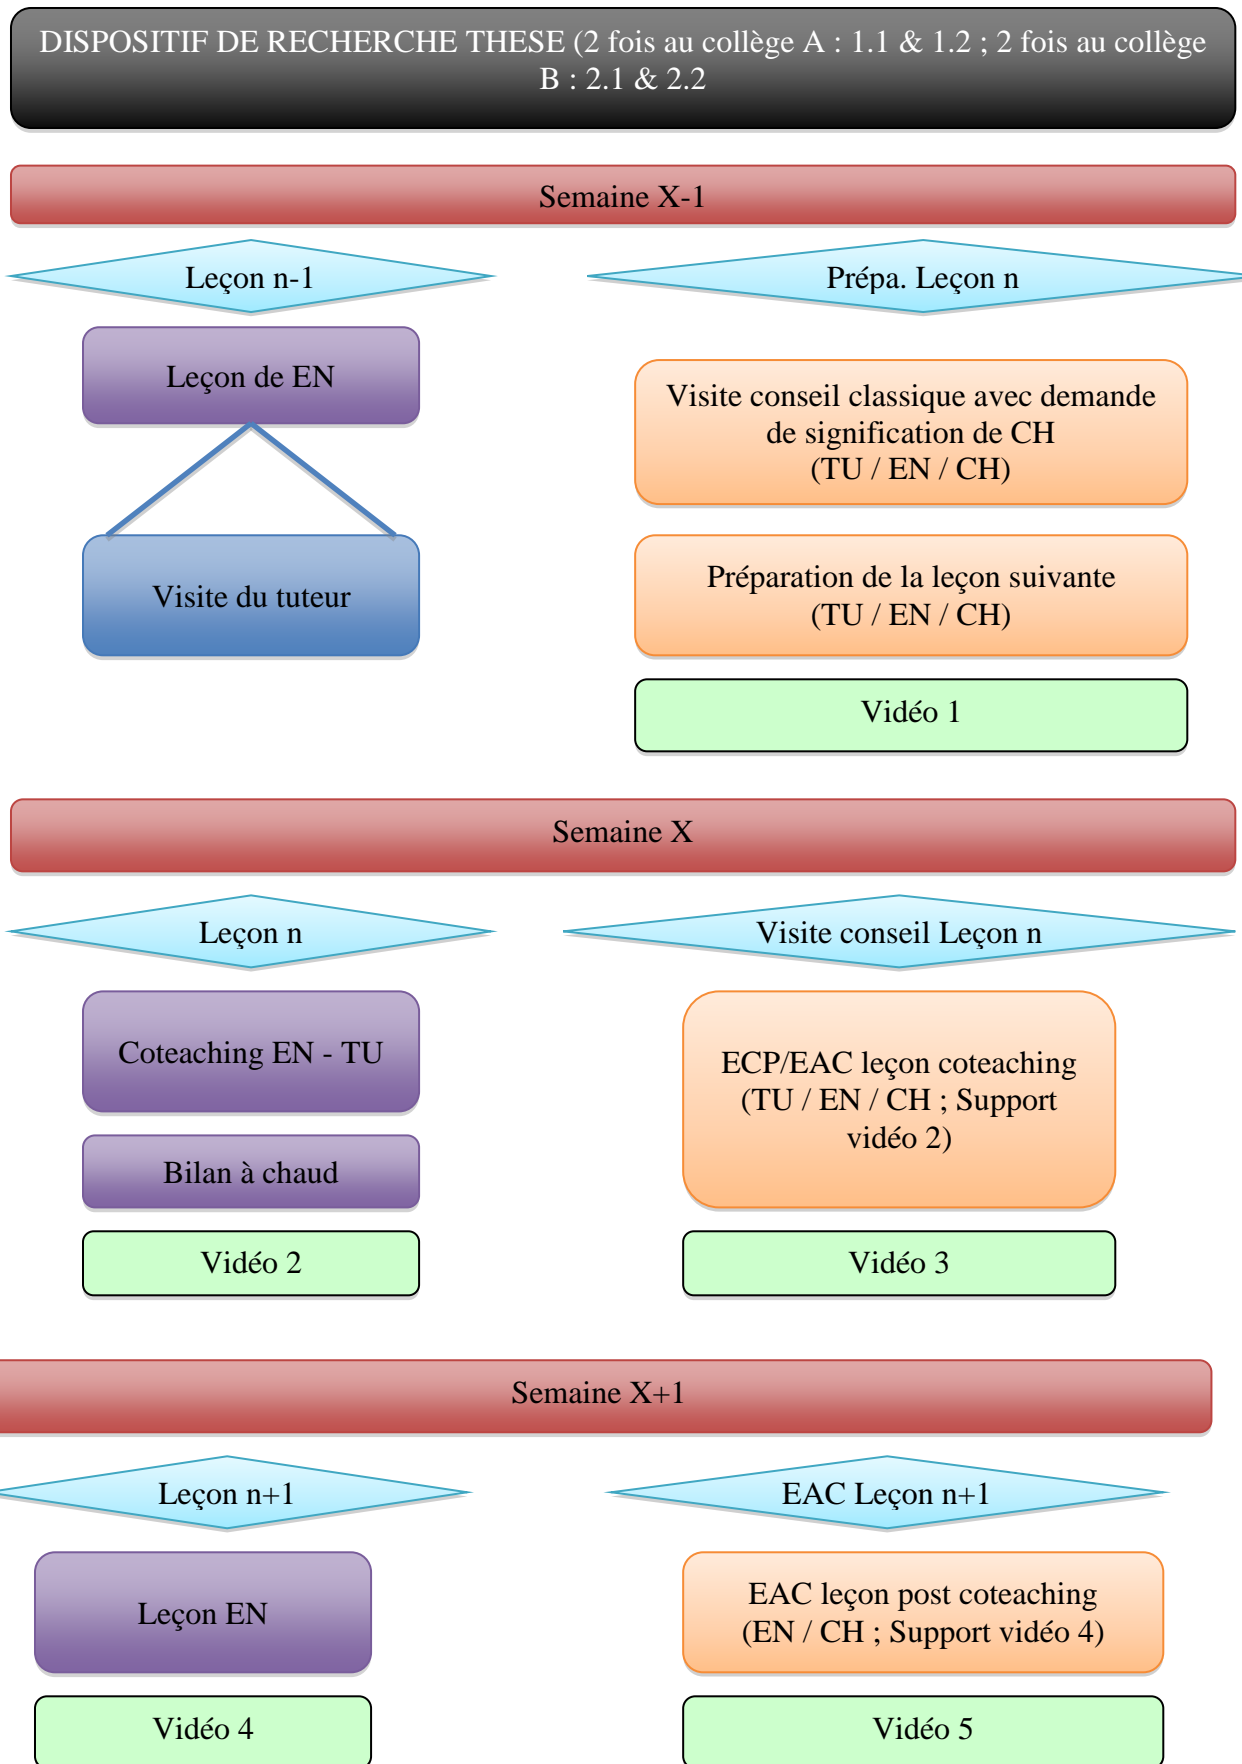 DISPOSITIF DE RECHERCHE THESE (2 fois au collège A : 1.1 & 1.2 ; 2 fois au collège
B : 2.1 & 2.2
Semaine X-1
Leçon n-1
Prépa. Leçon n
Leçon de EN
Visite du tuteur
Visite conseil classique avec demande
de signification de CH
(TU / EN / CH)
Préparation de la leçon suivante
(TU / EN / CH)
Vidéo 1
Semaine X
Leçon n
Visite conseil Leçon n
Coteaching EN - TU
Bilan à chaud
Vidéo 2
ECP/EAC leçon coteaching
(TU / EN / CH ; Support
vidéo 2)
Vidéo 3
Semaine X+1
Leçon n+1
EAC Leçon n+1
Leçon EN
Vidéo 4
EAC leçon post coteaching
(EN / CH ; Support vidéo 4)
Vidéo 5